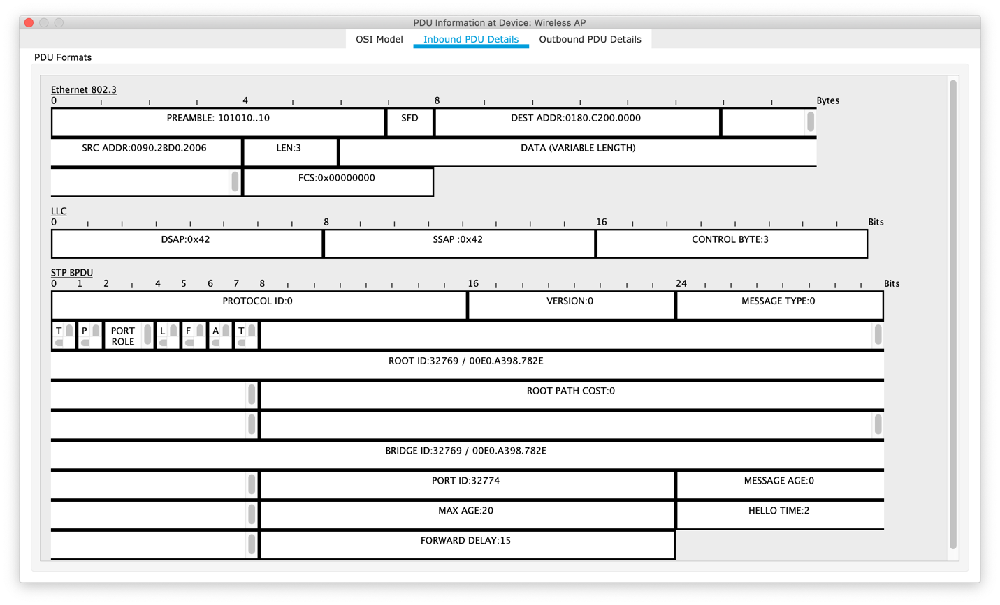 PDU Information at Device: Wireless AP
OSI Model Inbound PDU Details Outbound PDU Details
PDU Formats
Ethernet 802.3
0 4 8 Bytes
PREAMBLE: 101010..10 SFD DEST ADDR:0180.C200.0000
SRC ADDR:0090.2BD0.2006 LEN:3 DATA (VARIABLE LENGTH)
FCS:0x00000000
LLC
0 8 16 Bits
DSAP:0x42 SSAP :0x42 CONTROL BYTE:3
STP BPDU
0 1 2 4 5 6 7 8 16 24 Bits
PROTOCOL ID:0 VERSION:0 MESSAGE TYPE:0
T P PORT ROLE L F A T
ROOT ID:32769 / 00E0.A398.782E
ROOT PATH COST:0
BRIDGE ID:32769 / 00E0.A398.782E
PORT ID:32774 MESSAGE AGE:0
MAX AGE:20 HELLO TIME:2
FORWARD DELAY:15